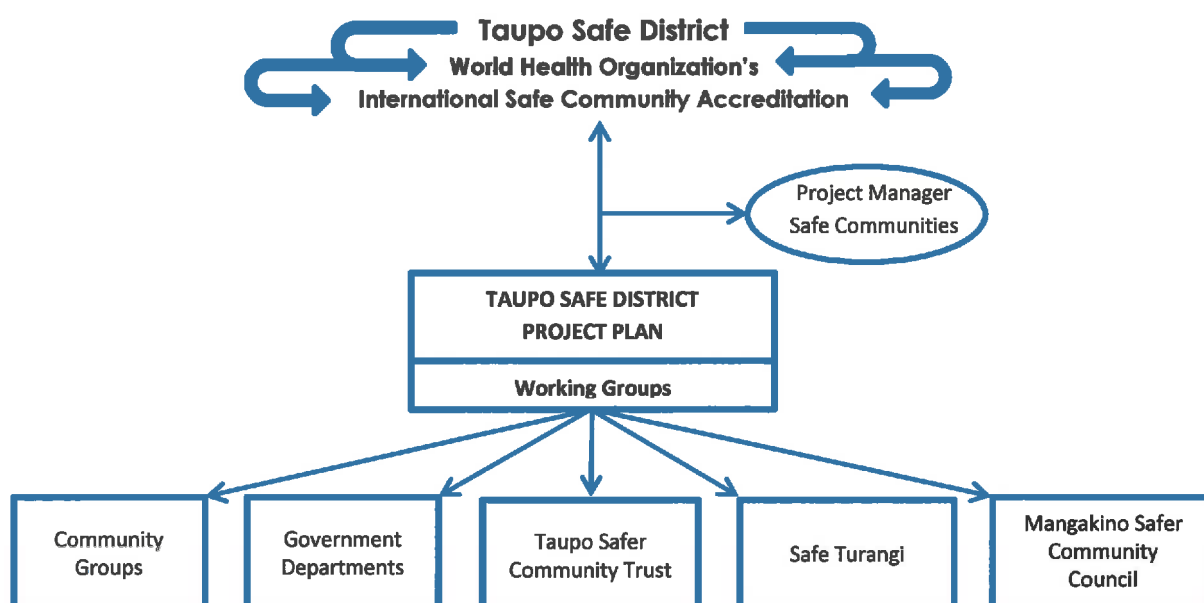 Taupo Safe District
World Health Organization's
International Safe Community Accreditation
Project Manager
Safe Communities
TAUPO SAFE DISTRICT
PROJECT PLAN
Working Groups
Community
Groups
Government
Departments
Taupo Safer
Community Trust
Safe Turangi
Mangakino Safer
Community
Council